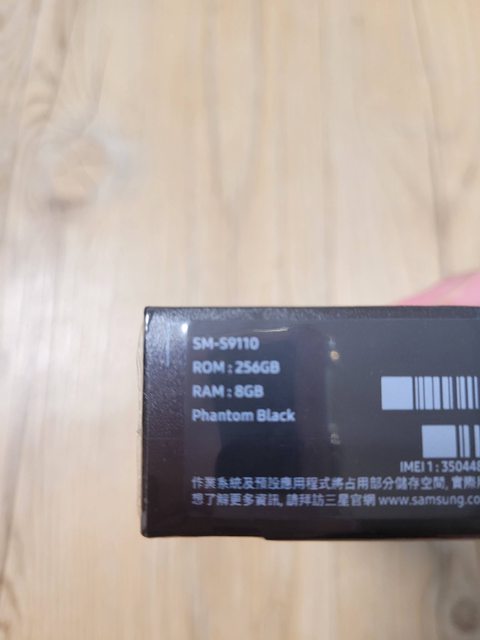 SM-S9110
ROM : 256GB
RAM : 8GB
Phantom Black
IMEI 1 : 350448
作業系統及預設應用程式將占用部分儲存空間, 實際
想了解更多資訊, 請拜訪三星官網 www.samsung.co